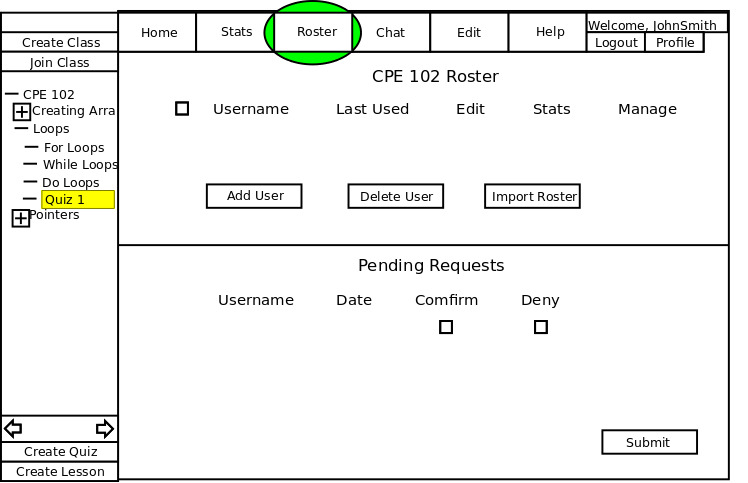 Home Stats Roster Chat Edit Help Welcome, JohnSmith
Logout Profile
Create Class
Join Class
CPE 102
Creating Arra
Loops
For Loops
While Loops
Do Loops
Quiz 1
Pointers
Create Quiz
Create Lesson
CPE 102 Roster
Username Last Used Edit Stats Manage
Add User Delete User Import Roster
Pending Requests
Username Date Comfirm Deny
Submit